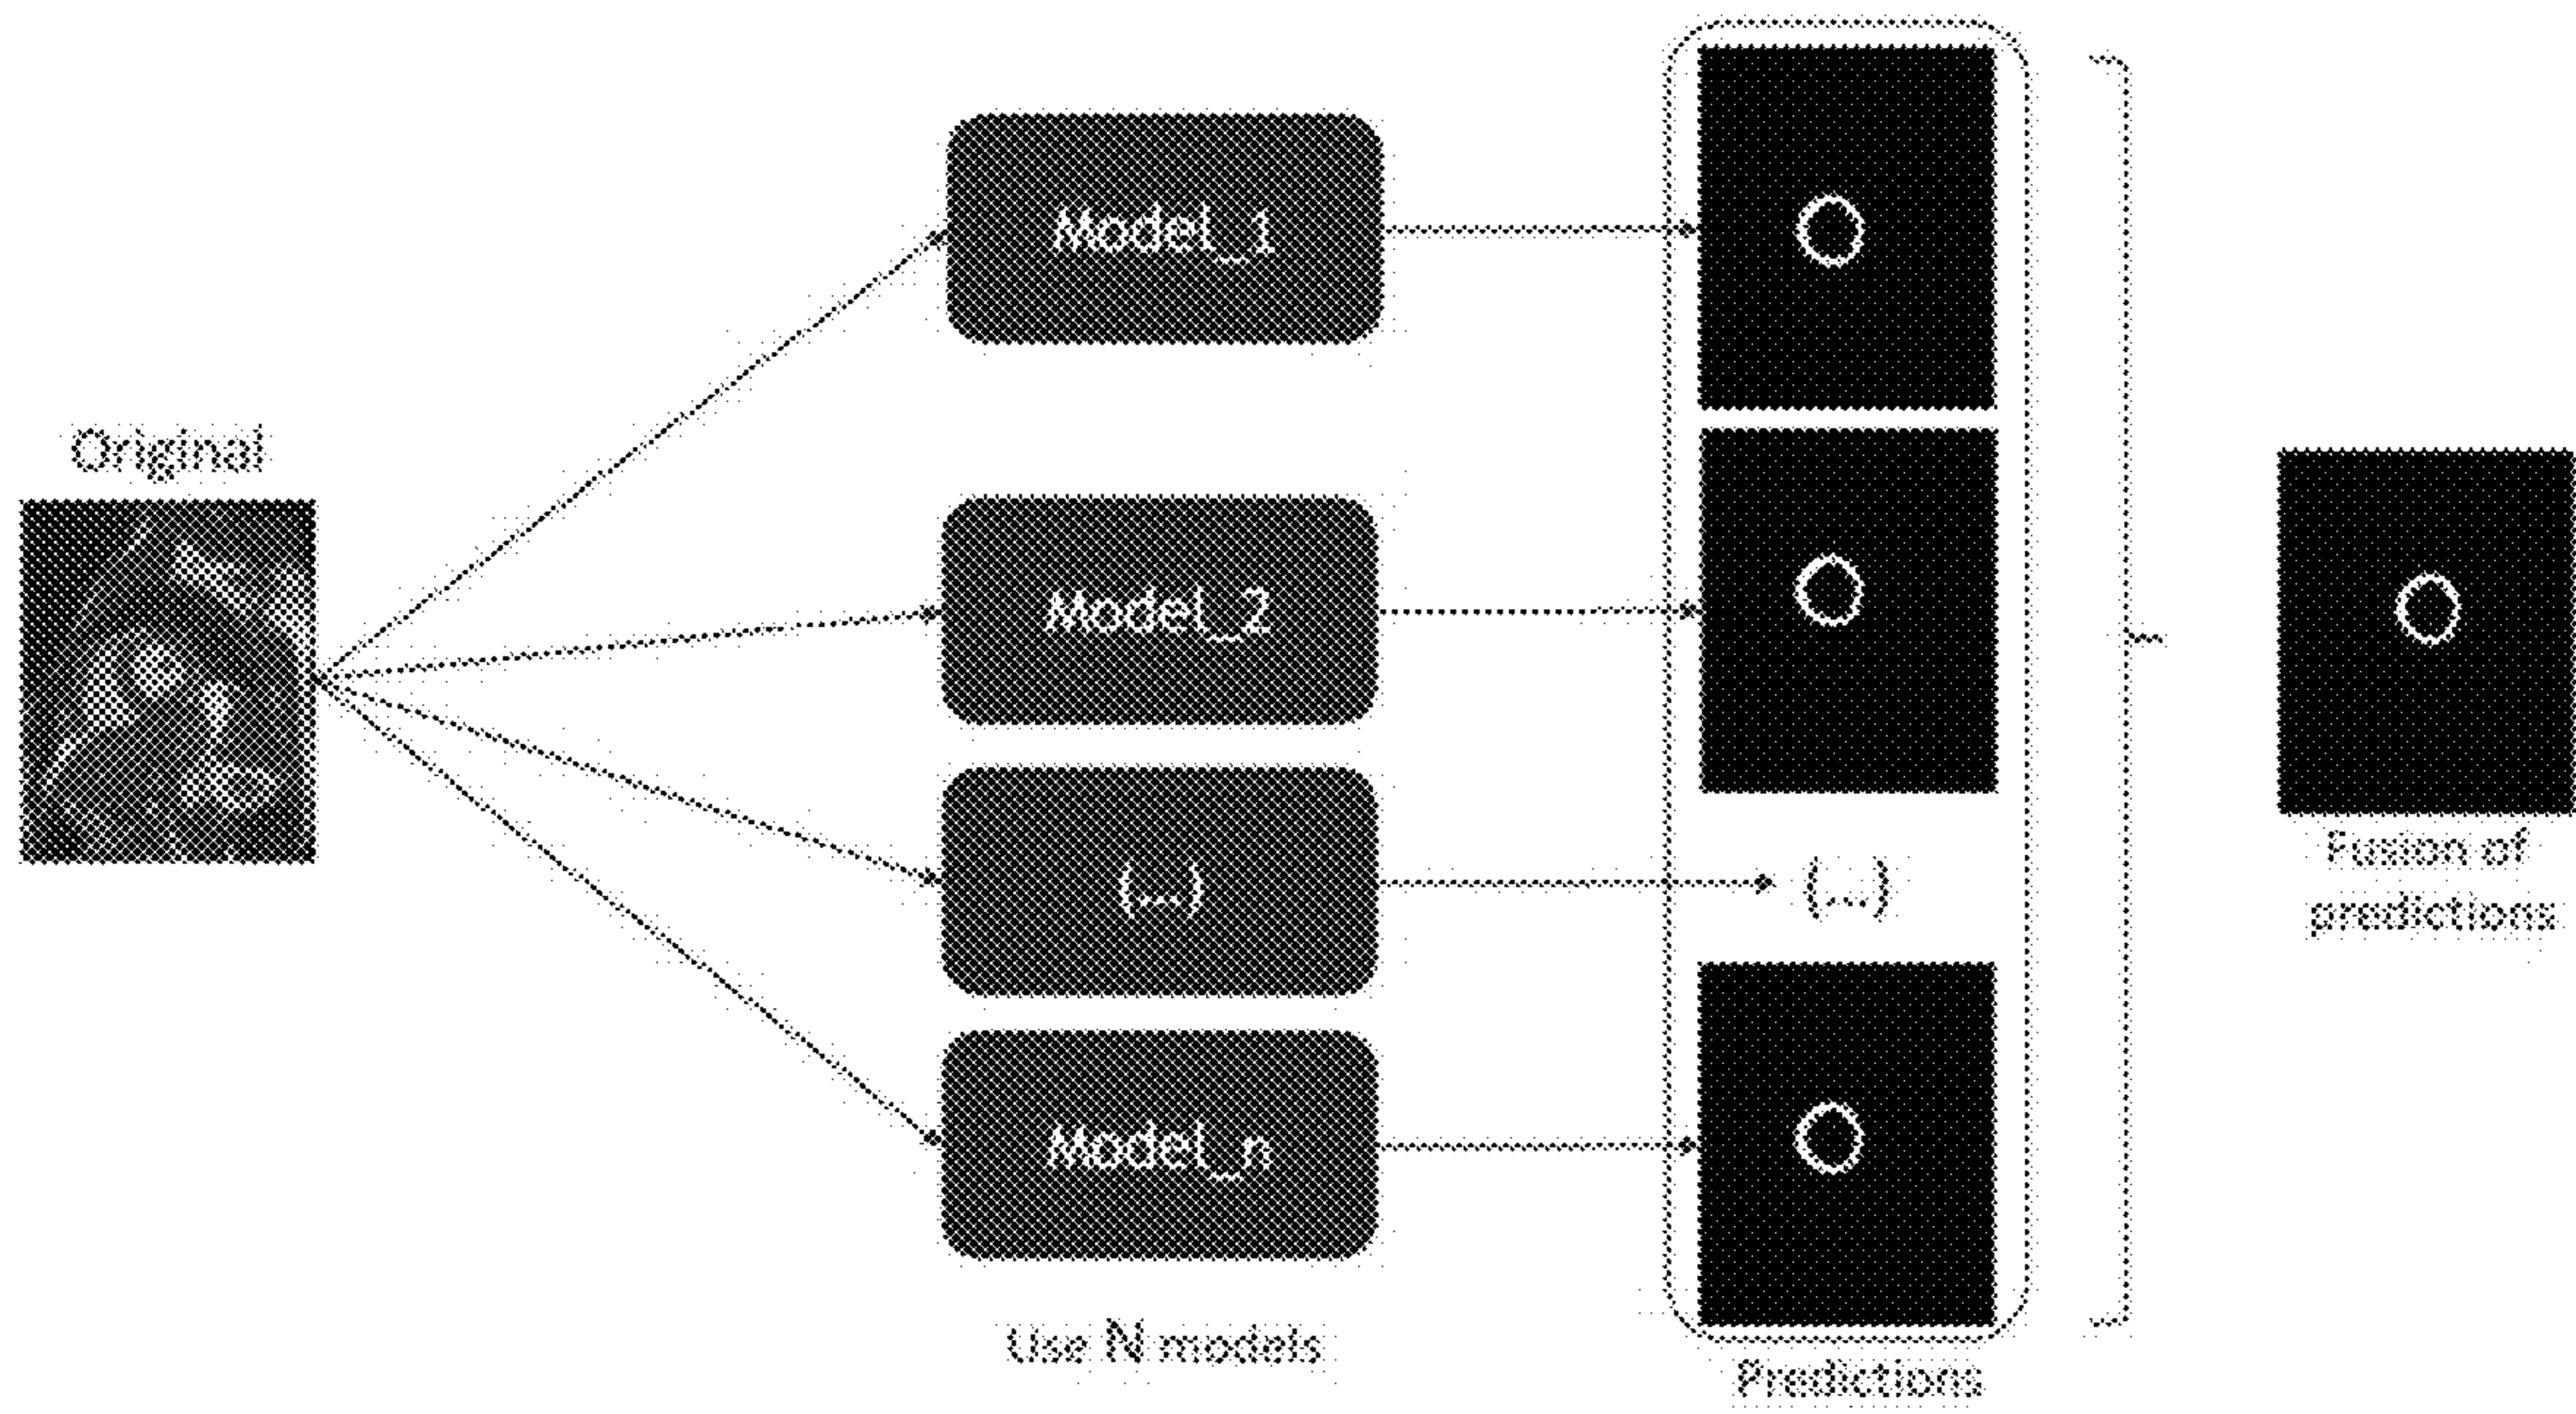 Original
Model_1
Model_2
(...)
(...)
Model_n
Use N models
Predictions
Fusion of
predictions